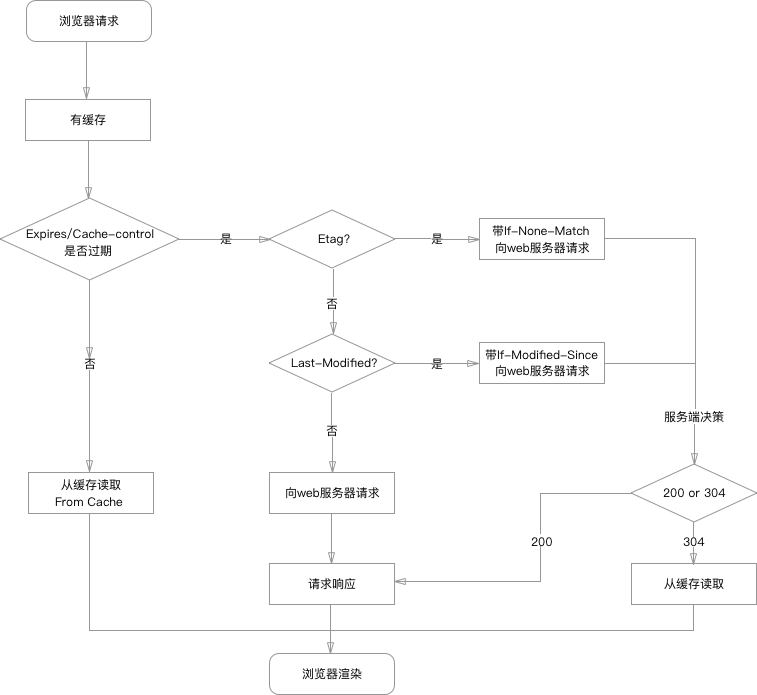 浏览器请求
有缓存
Expires/Cache-control
是否过期
是
Etag?
是
带If-None-Match
向web服务器请求
否
否
Last-Modified?
是
带If-Modified-Since
向web服务器请求
服务端决策
否
从缓存读取
From Cache
向web服务器请求
200 or 304
200
304
请求响应
从缓存读取
浏览器渲染